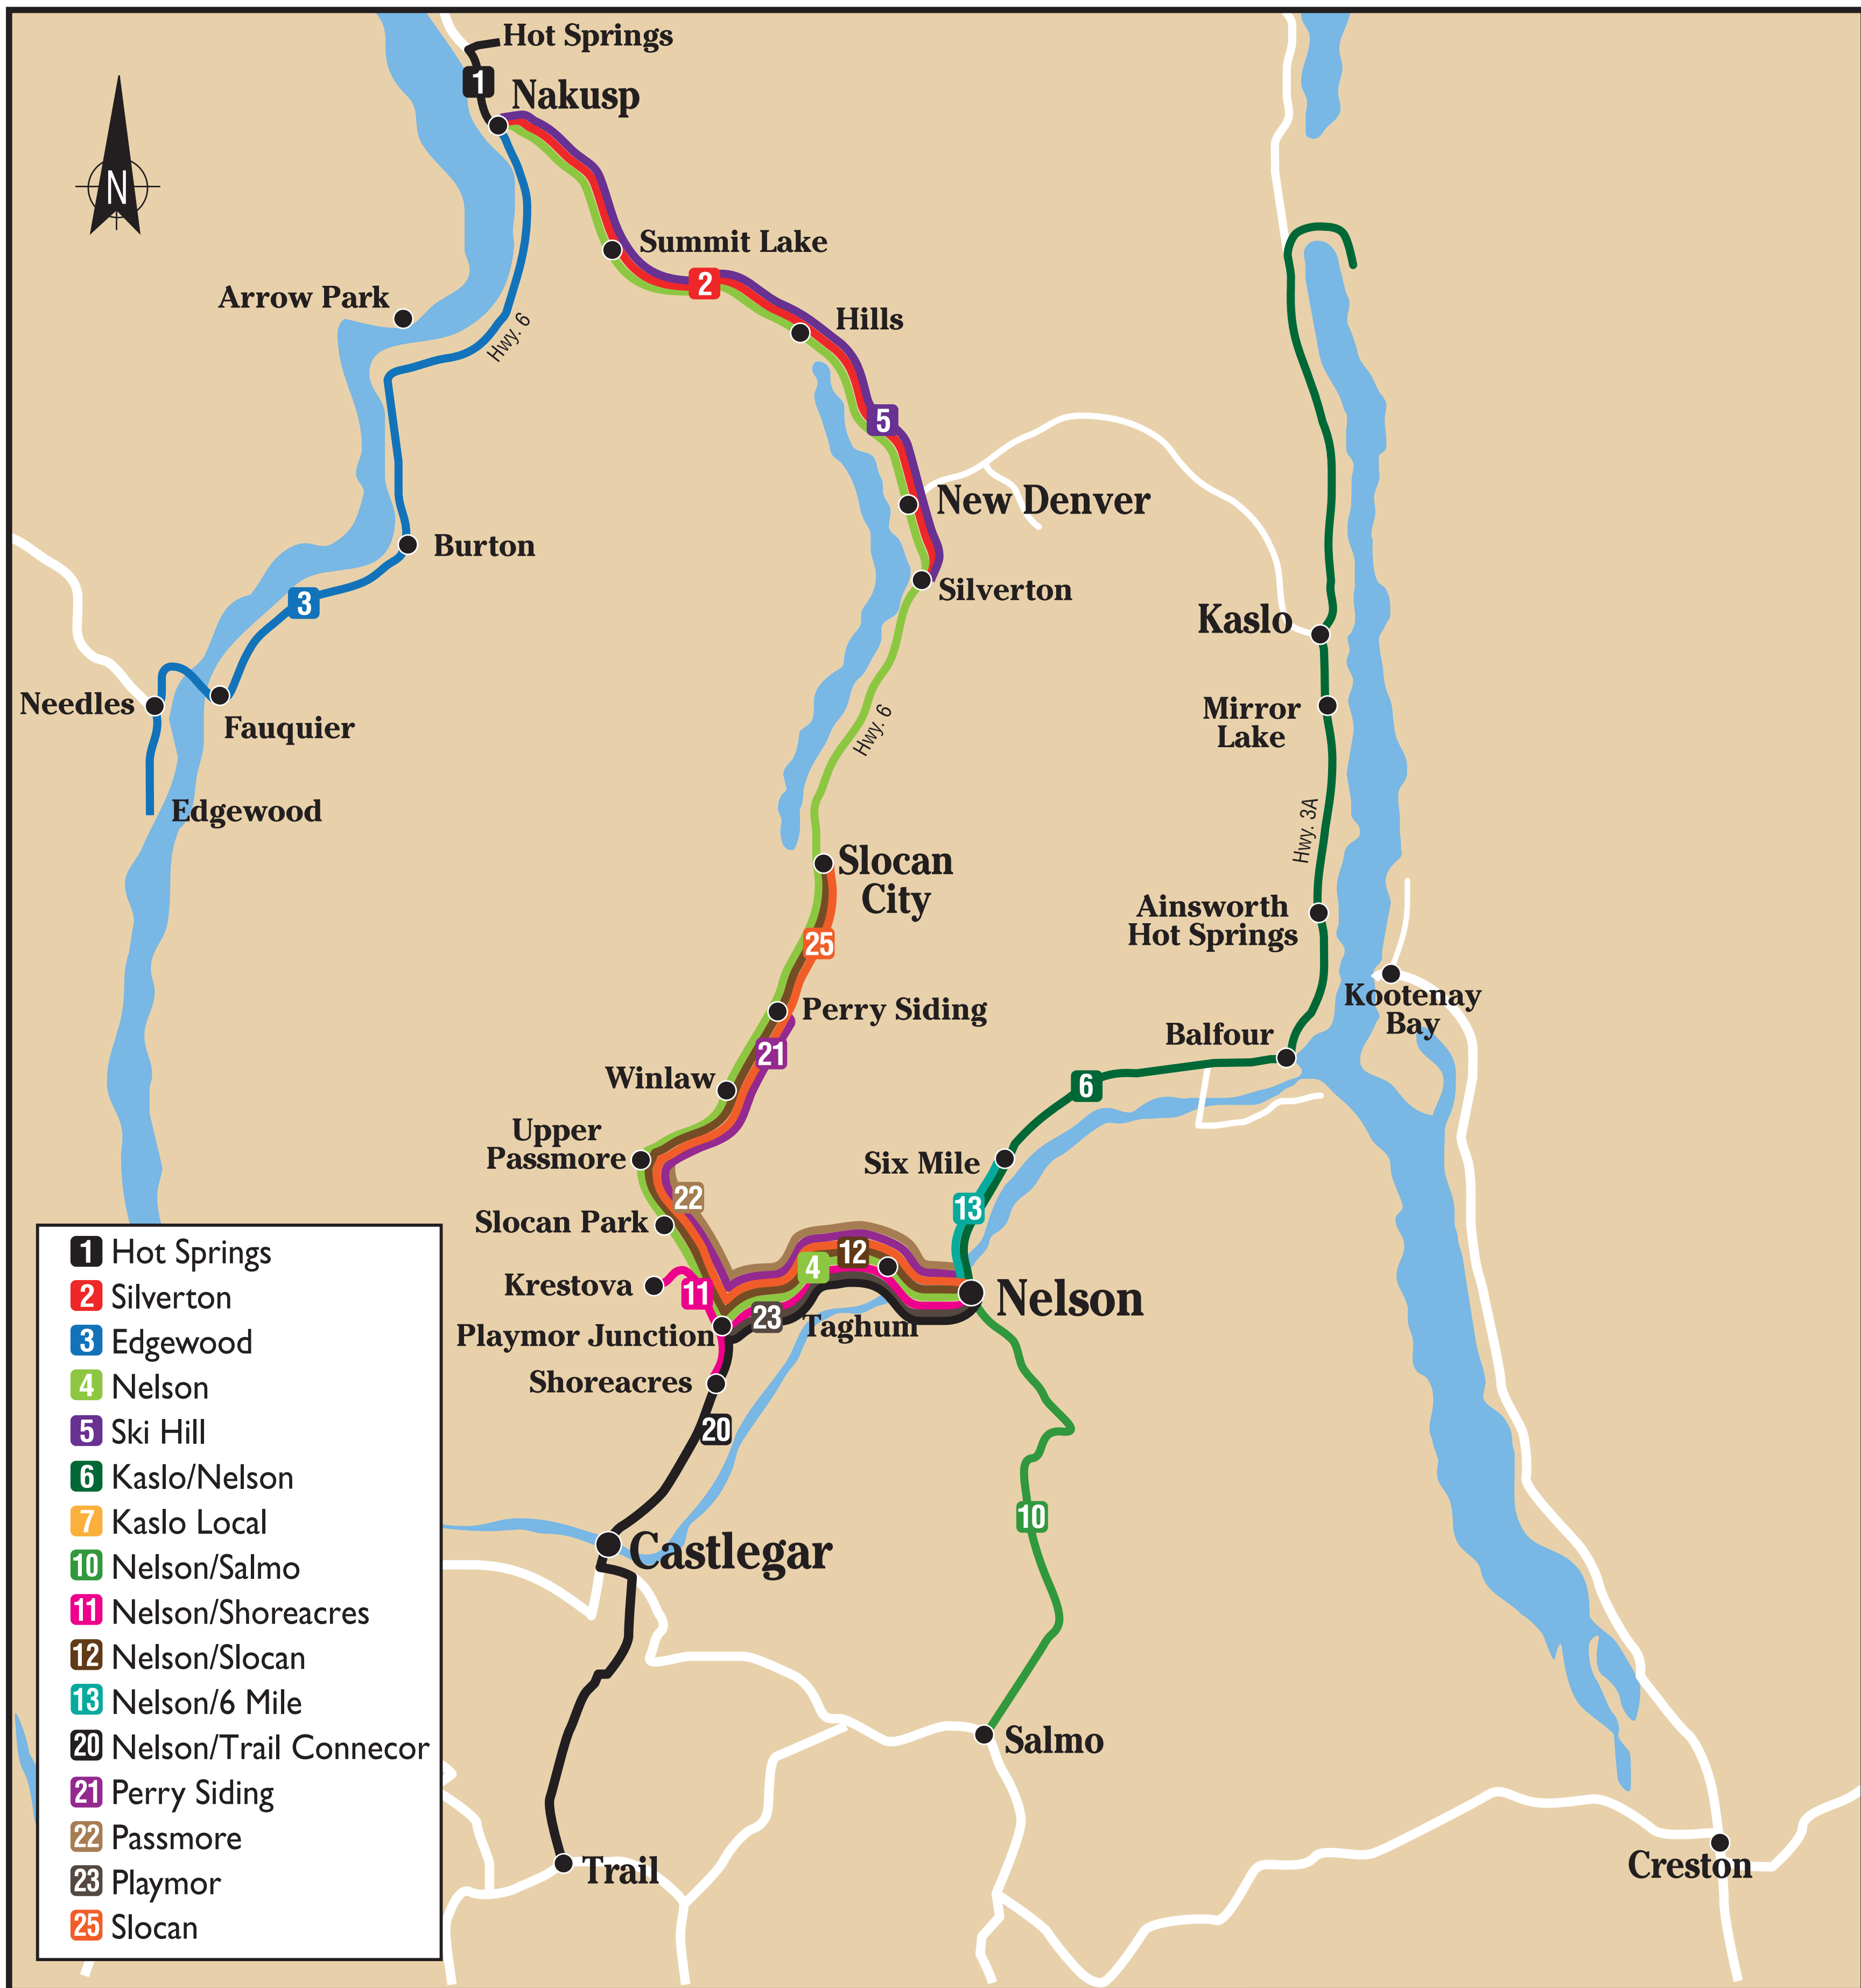 Hot Springs
1
Nakusp
N
Summit Lake
2
Arrow Park
Hwy. 6
Hills
5
New Denver
Burton
Silverton
3
Kaslo
Needles
Fauquier
Mirror
Lake
Hwy. 6
Edgewood
Hwy. 3A
Slocan
City
Ainsworth
Hot Springs
25
Kootenay
Bay
Perry Siding
Balfour
21
Winlaw
6
Upper
Passmore
Six Mile
22
13
Slocan Park
12
4
Krestova
11
Nelson
23
Taghum
Playmor Junction
Shoreacres
20
10
Castlegar
Salmo
Trail
Creston
1 Hot Springs
2 Silverton
3 Edgewood
4 Nelson
5 Ski Hill
6 Kaslo/Nelson
7 Kaslo Local
10 Nelson/Salmo
11 Nelson/Shoreacres
12 Nelson/Slocan
13 Nelson/6 Mile
20 Nelson/Trail Connecor
21 Perry Siding
22 Passmore
23 Playmor
25 Slocan